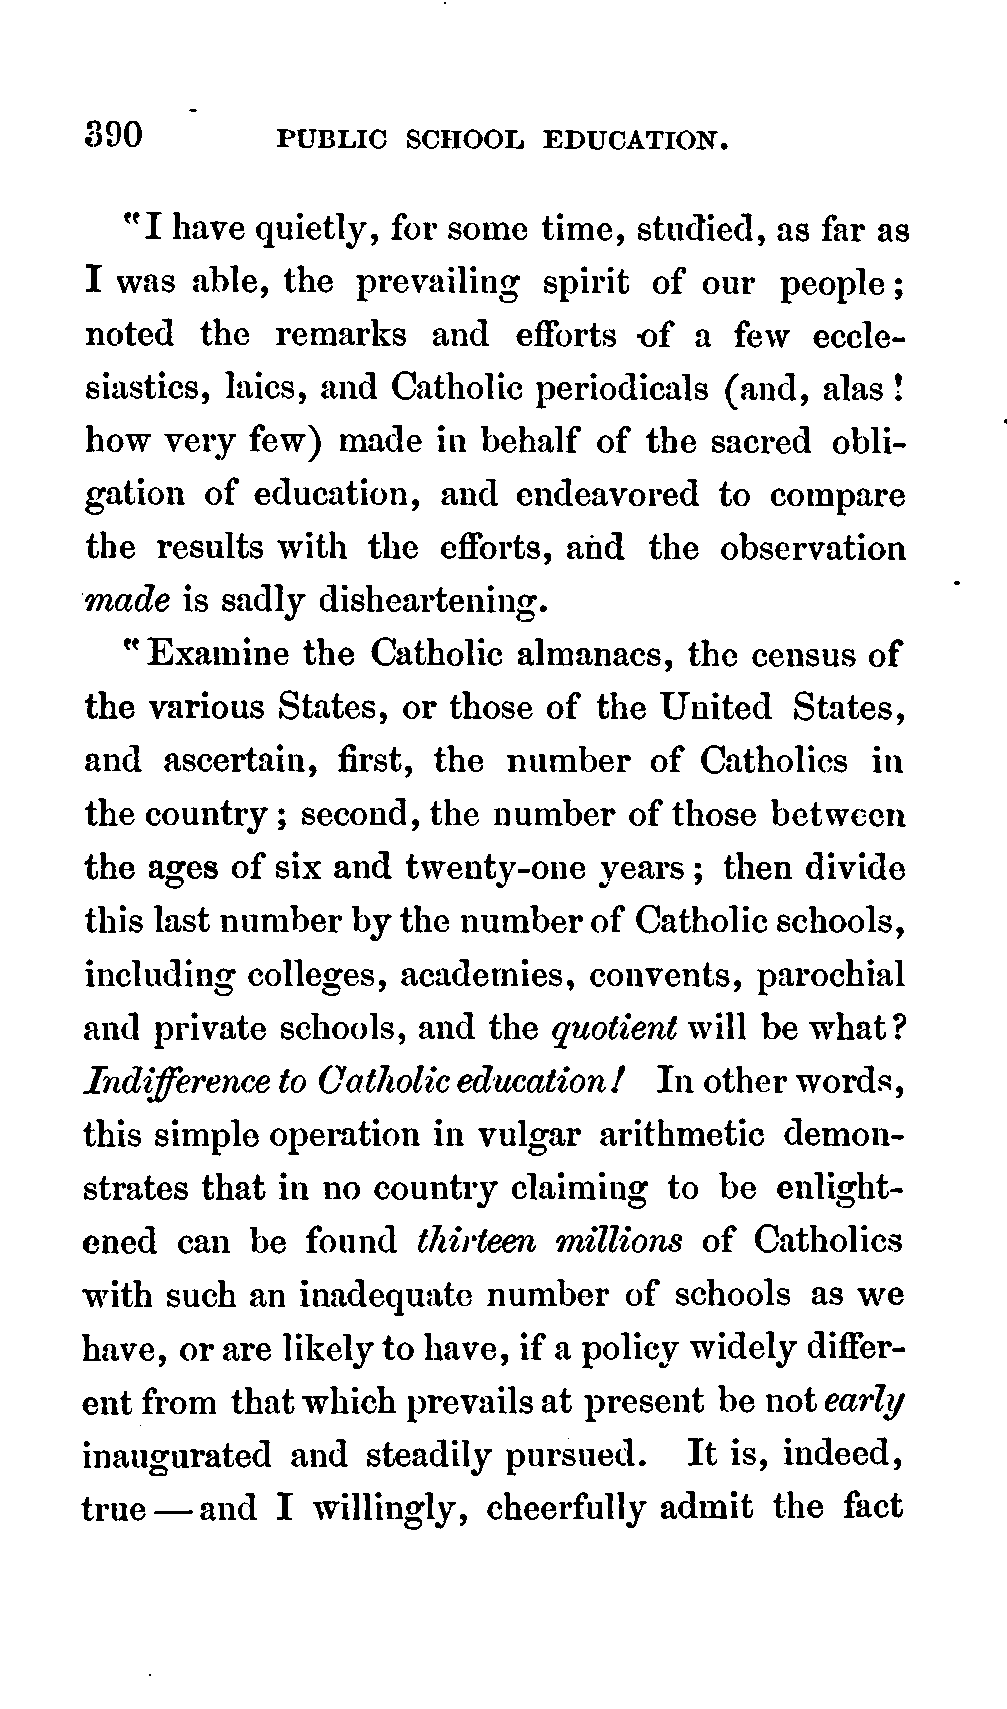 390 PUBLIC SCHOOL EDUCATION.
"I have quietly, for some time, studied, as far as
I was able, the prevailing spirit of our people;
noted the remarks and efforts of a few eccle-
siastics, laics, and Catholic periodicals (and, alas!
how very few) made in behalf of the sacred obli-
gation of education, and endeavored to compare
the results with the efforts, and the observation
made is sadly disheartening.
"Examine the Catholic almanacs, the census of
the various States, or those of the United States,
and ascertain, first, the number of Catholics in
the country; second, the number of those between
the ages of six and twenty-one years; then divide
this last number by the number of Catholic schools,
including colleges, academies, convents, parochial
and private schools, and the quotient will be what?
Indifference to Catholic education! In other words,
this simple operation in vulgar arithmetic demon-
strates that in no country claiming to be enlight-
ened can be found thirteen millions of Catholics
with such an inadequate number of schools as we
have, or are likely to have, if a policy widely differ-
ent from that which prevails at present be not early
inaugurated and steadily pursued. It is, indeed,
true — and I willingly, cheerfully admit the fact